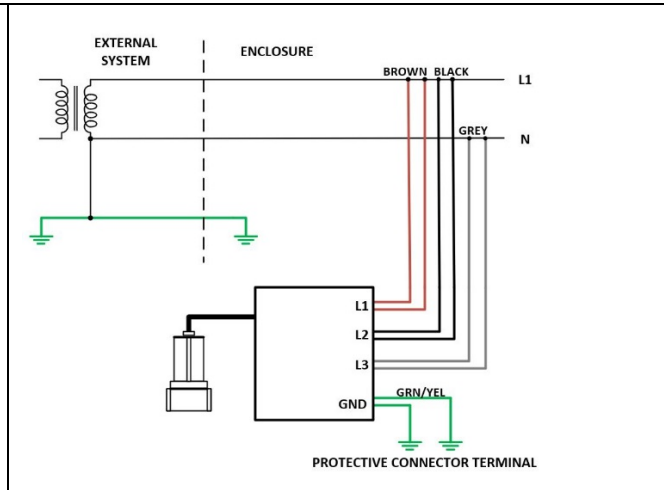 EXTERNAL
SYSTEM
ENCLOSURE
BROWN BLACK
L1
GREY
N
L1
L2
L3
GRN/YEL
GND
PROTECTIVE CONNECTOR TERMINAL